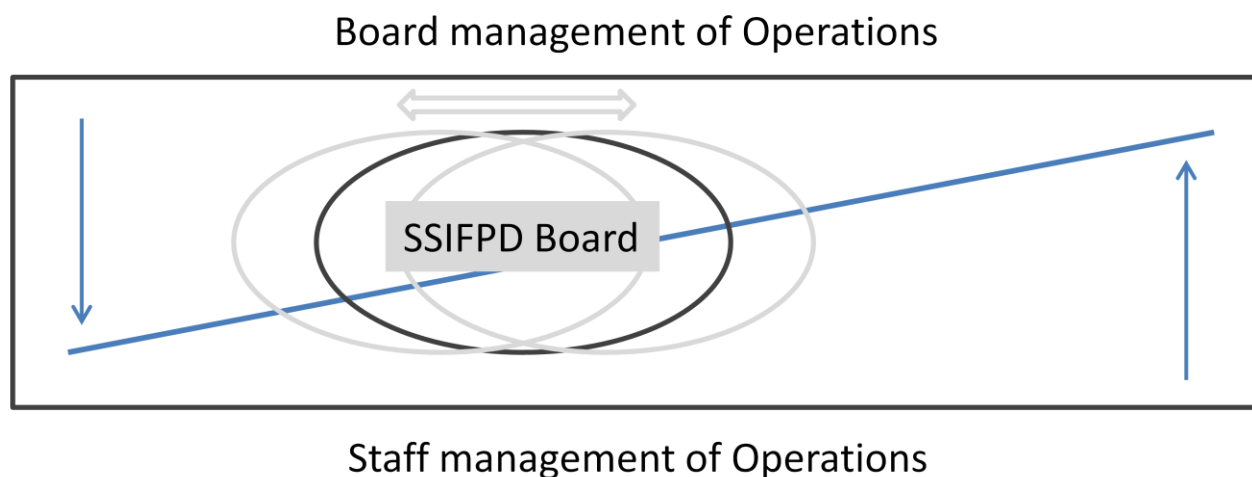 Board management of Operations
SSIFPD Board
Staff management of Operations